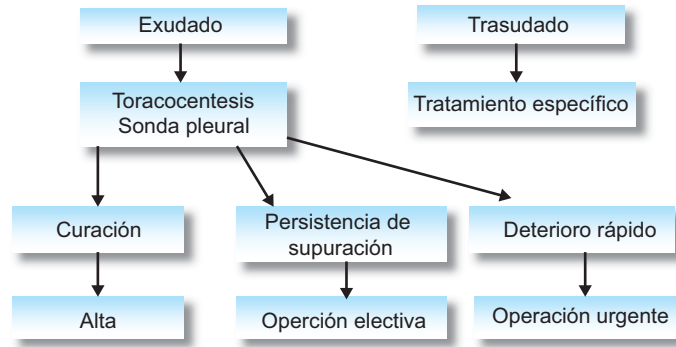 Exudado
Trasudado
Toracocentesis
Sonda pleural
Tratamiento específico
Curación
Persistencia de
supuración
Deterioro rápido
Alta
Operción electiva
Operación urgente